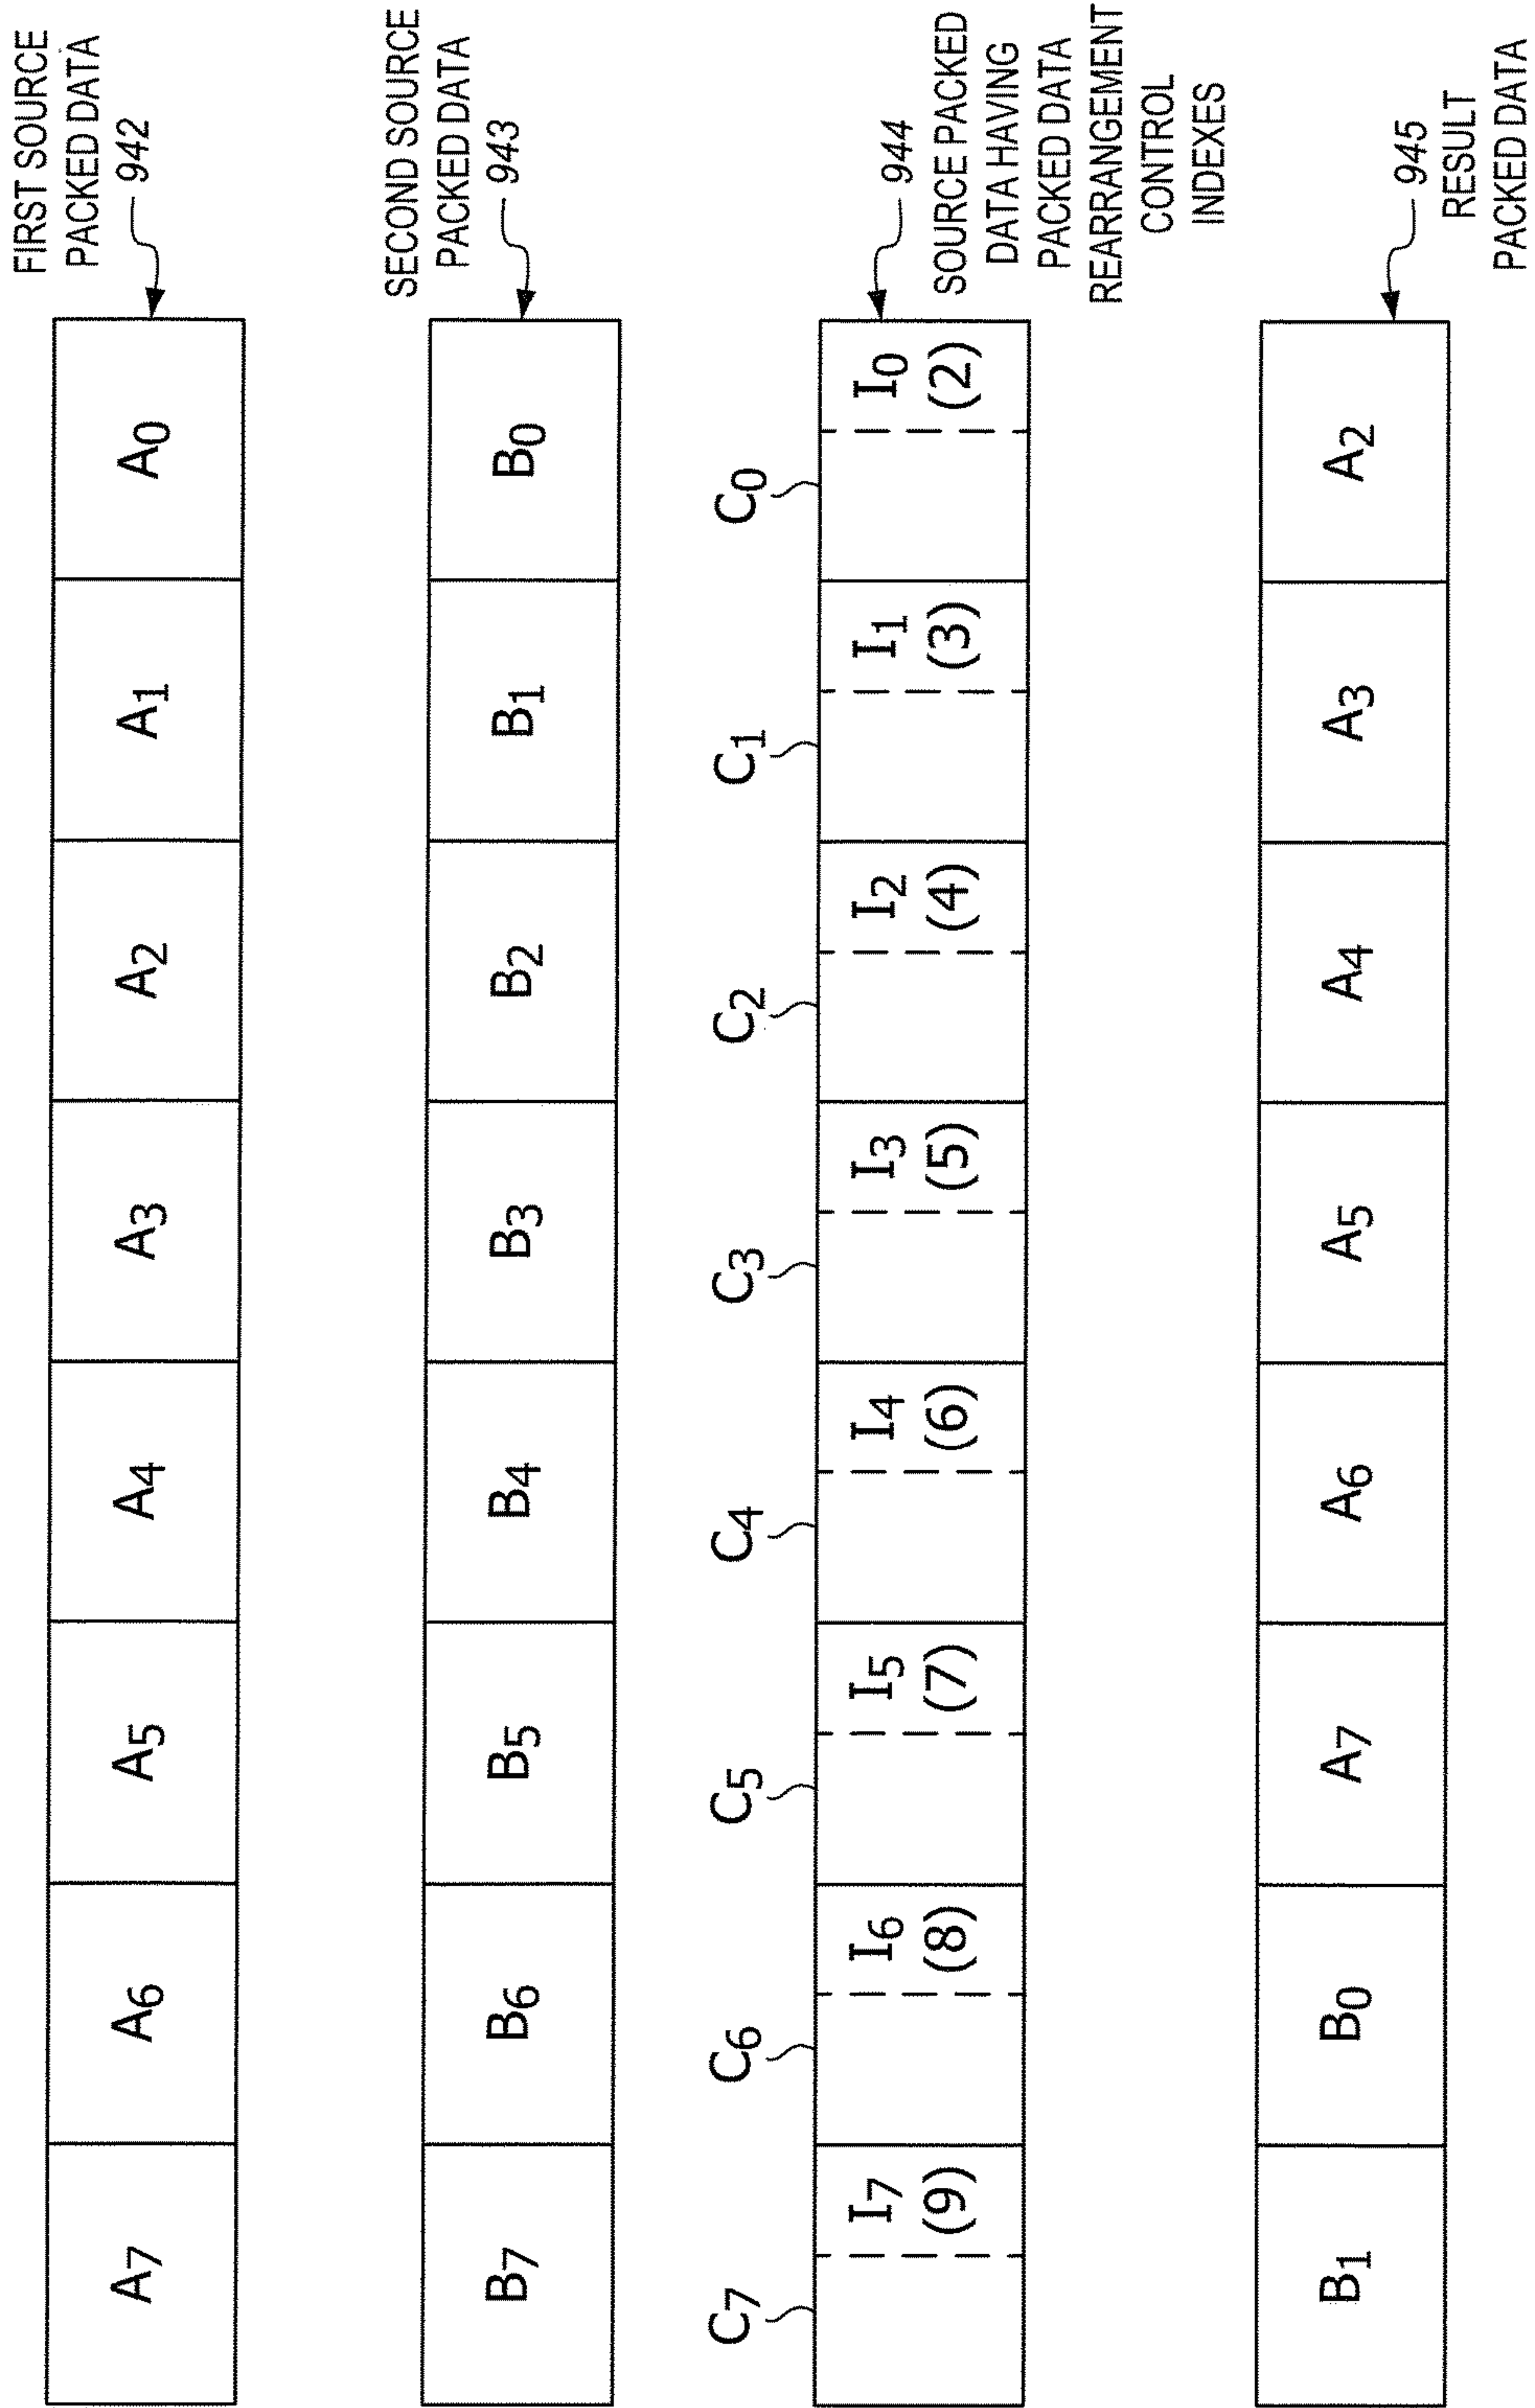 FIRST SOURCE
PACKED DATA
942
A7 A6 A5 A4 A3 A2 A1 A0
SECOND SOURCE
PACKED DATA
943
B7 B6 B5 B4 B3 B2 B1 B0
C7 C6 C5 C4 C3 C2 C1 C0
I7 I6 I5 I4 I3 I2 I1 I0
(9) (8) (7) (6) (5) (4) (3) (2)
944
SOURCE PACKED
DATA HAVING
PACKED DATA
REARRANGEMENT
CONTROL
INDEXES
B1 B0 A7 A6 A5 A4 A3 A2
945
RESULT
PACKED DATA